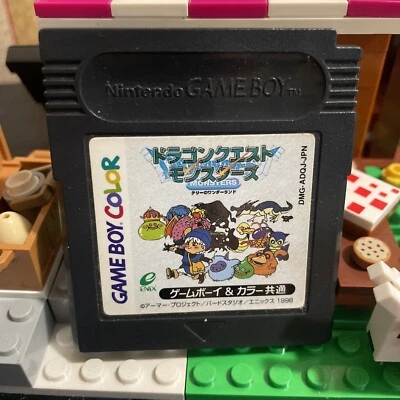 Nintendo GAME BOY TM
ドラゴンクエスト
モンスターズ
MONSTERS
テリーのワンダーランド
DMG-ADQJ-JPN
GAME BOY COLOR
ENIX
ゲームボーイ & カラー共通
©アーマー・プロジェクト/バードスタジオ/エニックス 1998